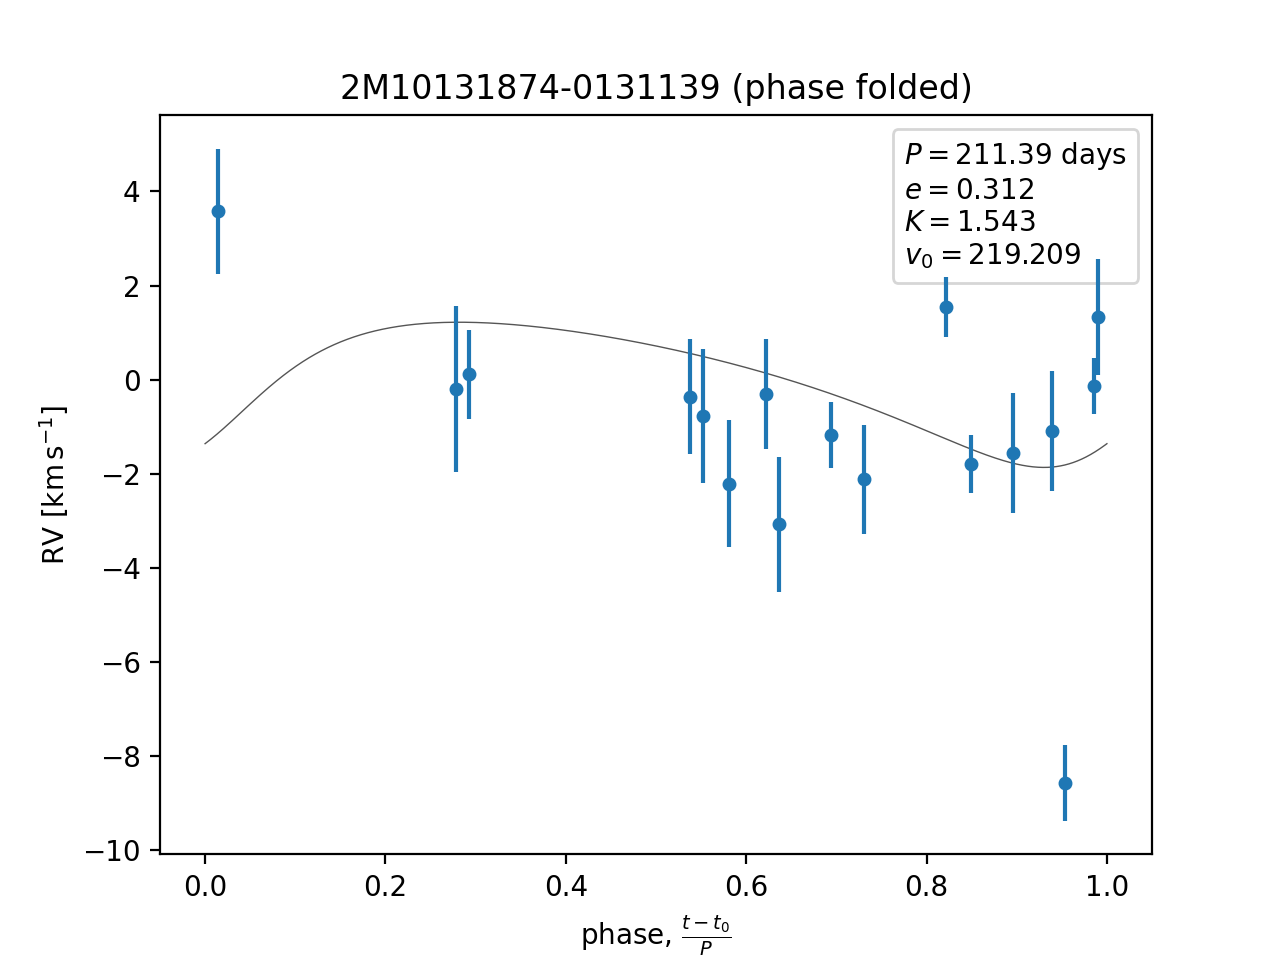 2M10131874-0131139 (phase folded)
P = 211.39 days
e = 0.312
K = 1.543
v₀ = 219.209
RV [km s⁻¹]
4
2
0
−2
−4
−6
−8
−10
0.0 0.2 0.4 0.6 0.8 1.0
phase, (t − t₀)/P